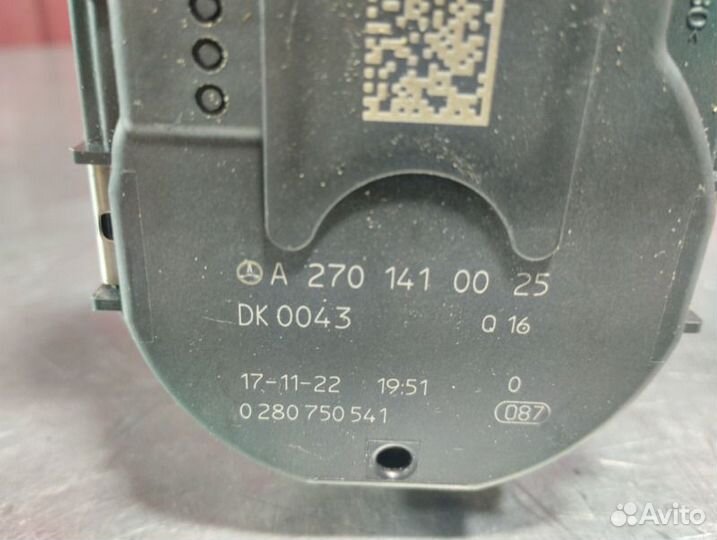 A 270 141 00 25
DK 0043 Q 16
17-11-22 19:51 0
0 280 750 541 087
Avito